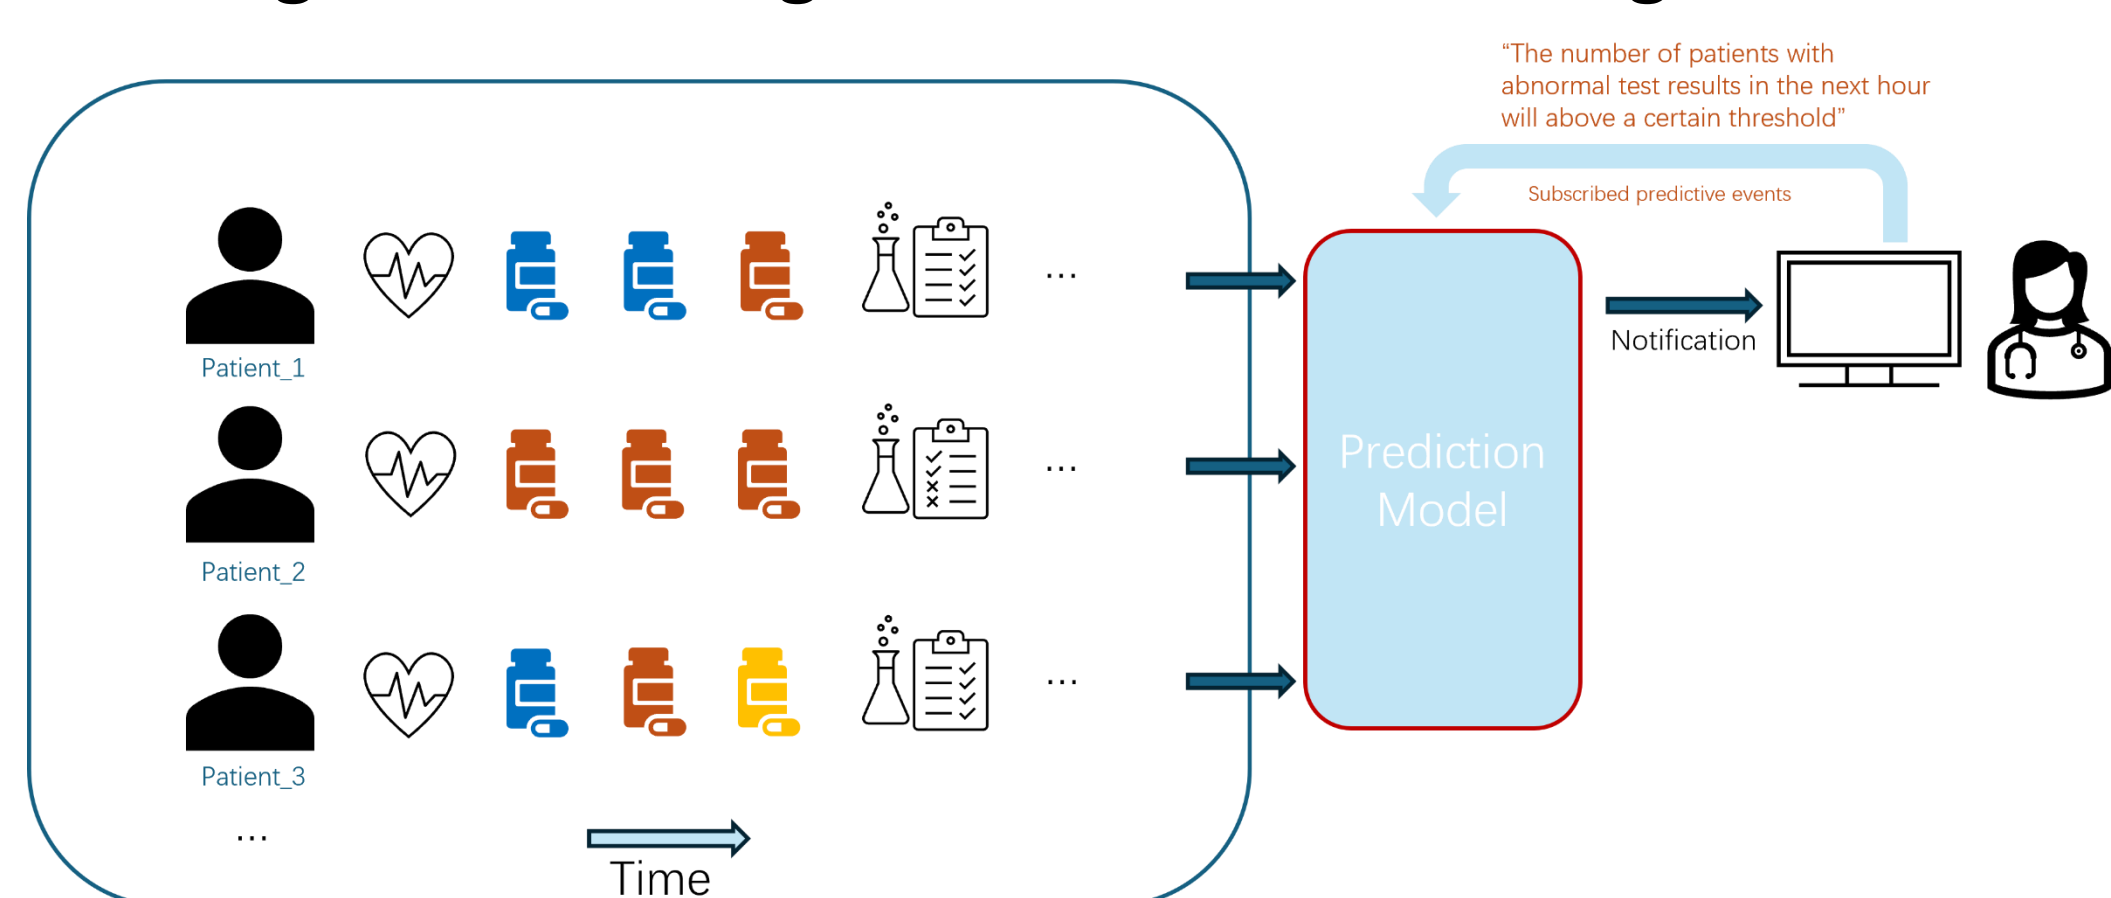 “The number of patients with
abnormal test results in the next hour
will above a certain threshold”
Subscribed predictive events
Patient_1
...
Notification
Patient_2
...
Prediction
Model
Patient_3
...
...
Time